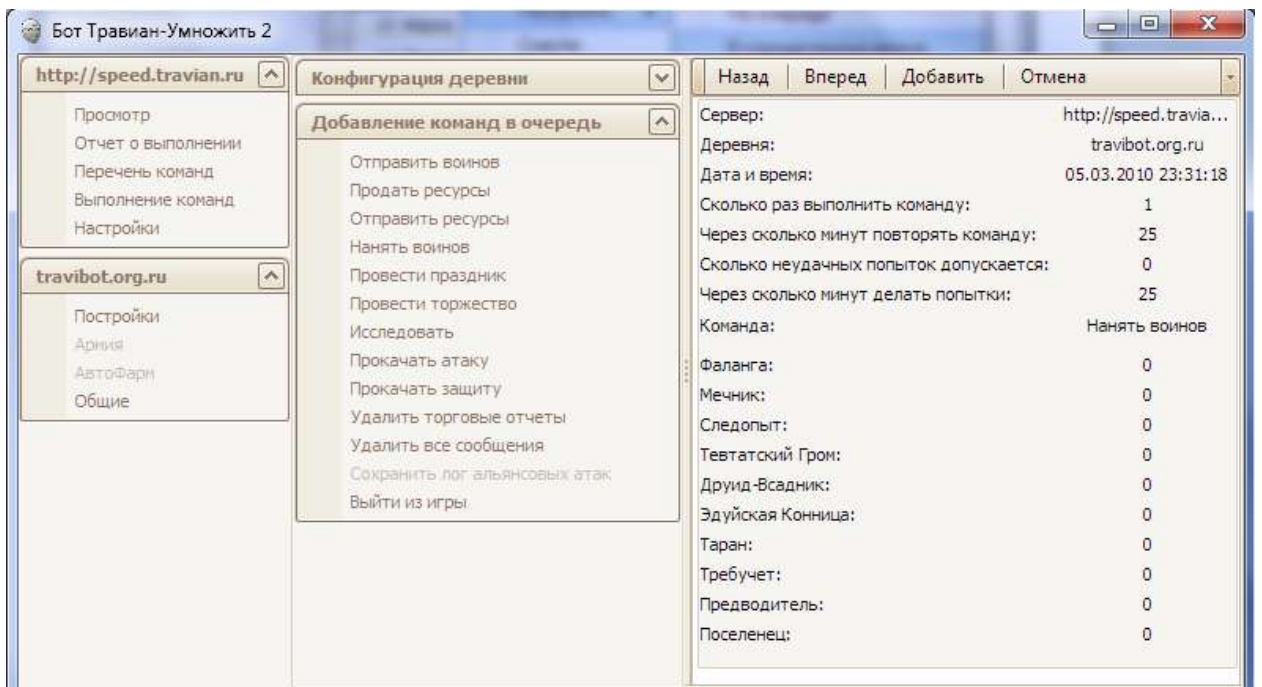 Бот Травиан-Умножить 2
http://speed.travian.ru
Просмотр
Отчет о выполнении
Перечень команд
Выполнение команд
Настройки
travibot.org.ru
Постройки
Армия
АвтоФарм
Общие
Конфигурация деревни
Добавление команд в очередь
Отправить воинов
Продать ресурсы
Отправить ресурсы
Нанять воинов
Провести праздник
Провести торжество
Исследовать
Прокачать атаку
Прокачать защиту
Удалить торговые отчеты
Удалить все сообщения
Сохранить лог альянсовых атак
Выйти из игры
Назад Вперед Добавить Отмена
Сервер: http://speed.travia...
Деревня: travibot.org.ru
Дата и время: 05.03.2010 23:31:18
Сколько раз выполнить команду: 1
Через сколько минут повторять команду: 25
Сколько неудачных попыток допускается: 0
Через сколько минут делать попытки: 25
Команда: Нанять воинов
Фаланга: 0
Мечник: 0
Следопыт: 0
Тевтатский Гром: 0
Друид-Всадник: 0
Эдуйская Конница: 0
Таран: 0
Требучет: 0
Предводитель: 0
Поселенец: 0